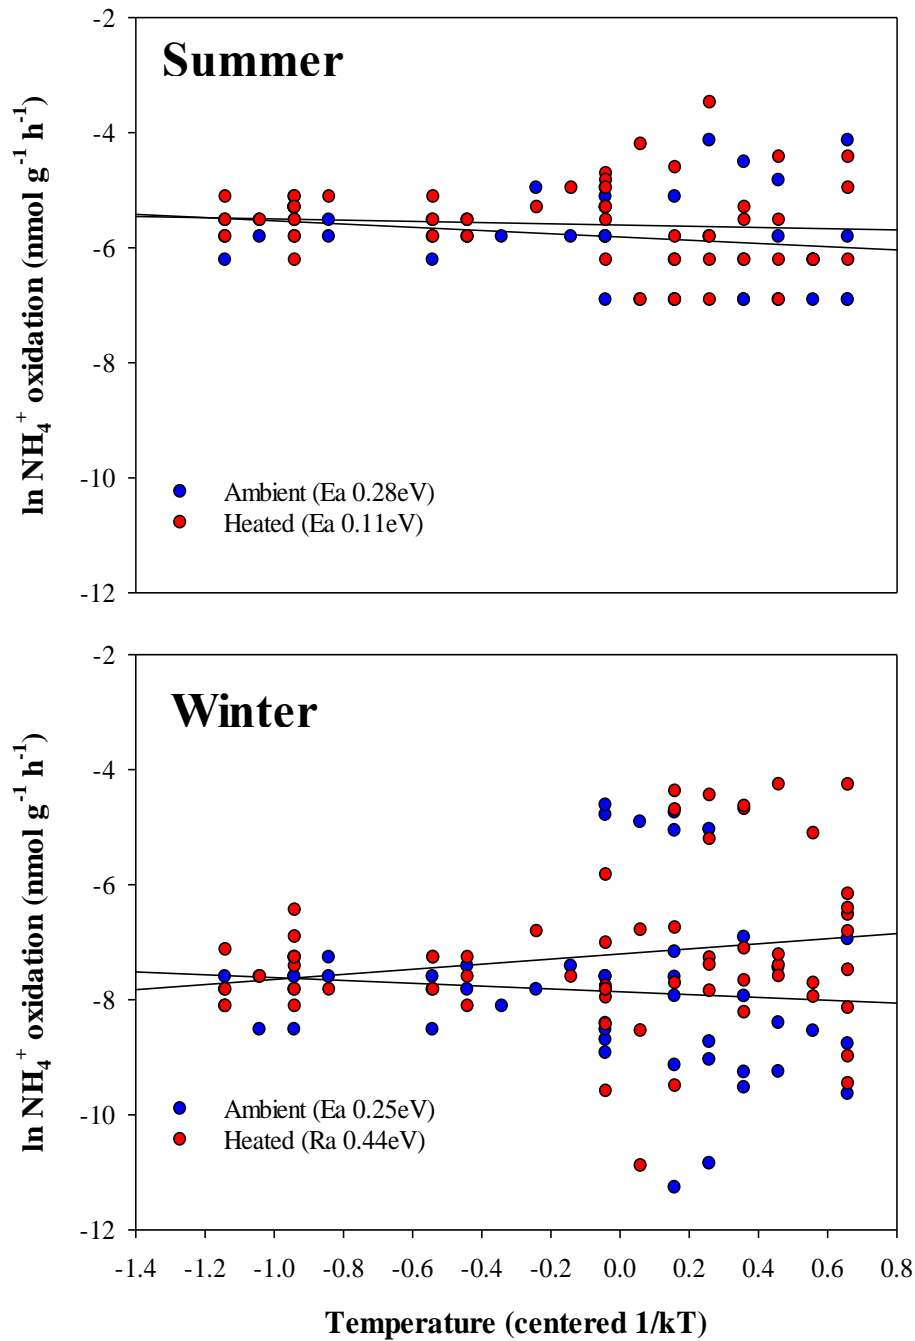 -2
Summer
-4
-6
-8
-10
-12
ln NH₄⁺ oxidation (nmol g⁻¹ h⁻¹)
Ambient (Ea 0.28eV)
Heated (Ea 0.11eV)
-2
Winter
-4
-6
-8
-10
-12
ln NH₄⁺ oxidation (nmol g⁻¹ h⁻¹)
Ambient (Ea 0.25eV)
Heated (Ra 0.44eV)
-1.4 -1.2 -1.0 -0.8 -0.6 -0.4 -0.2 0.0 0.2 0.4 0.6 0.8
Temperature (centered 1/kT)